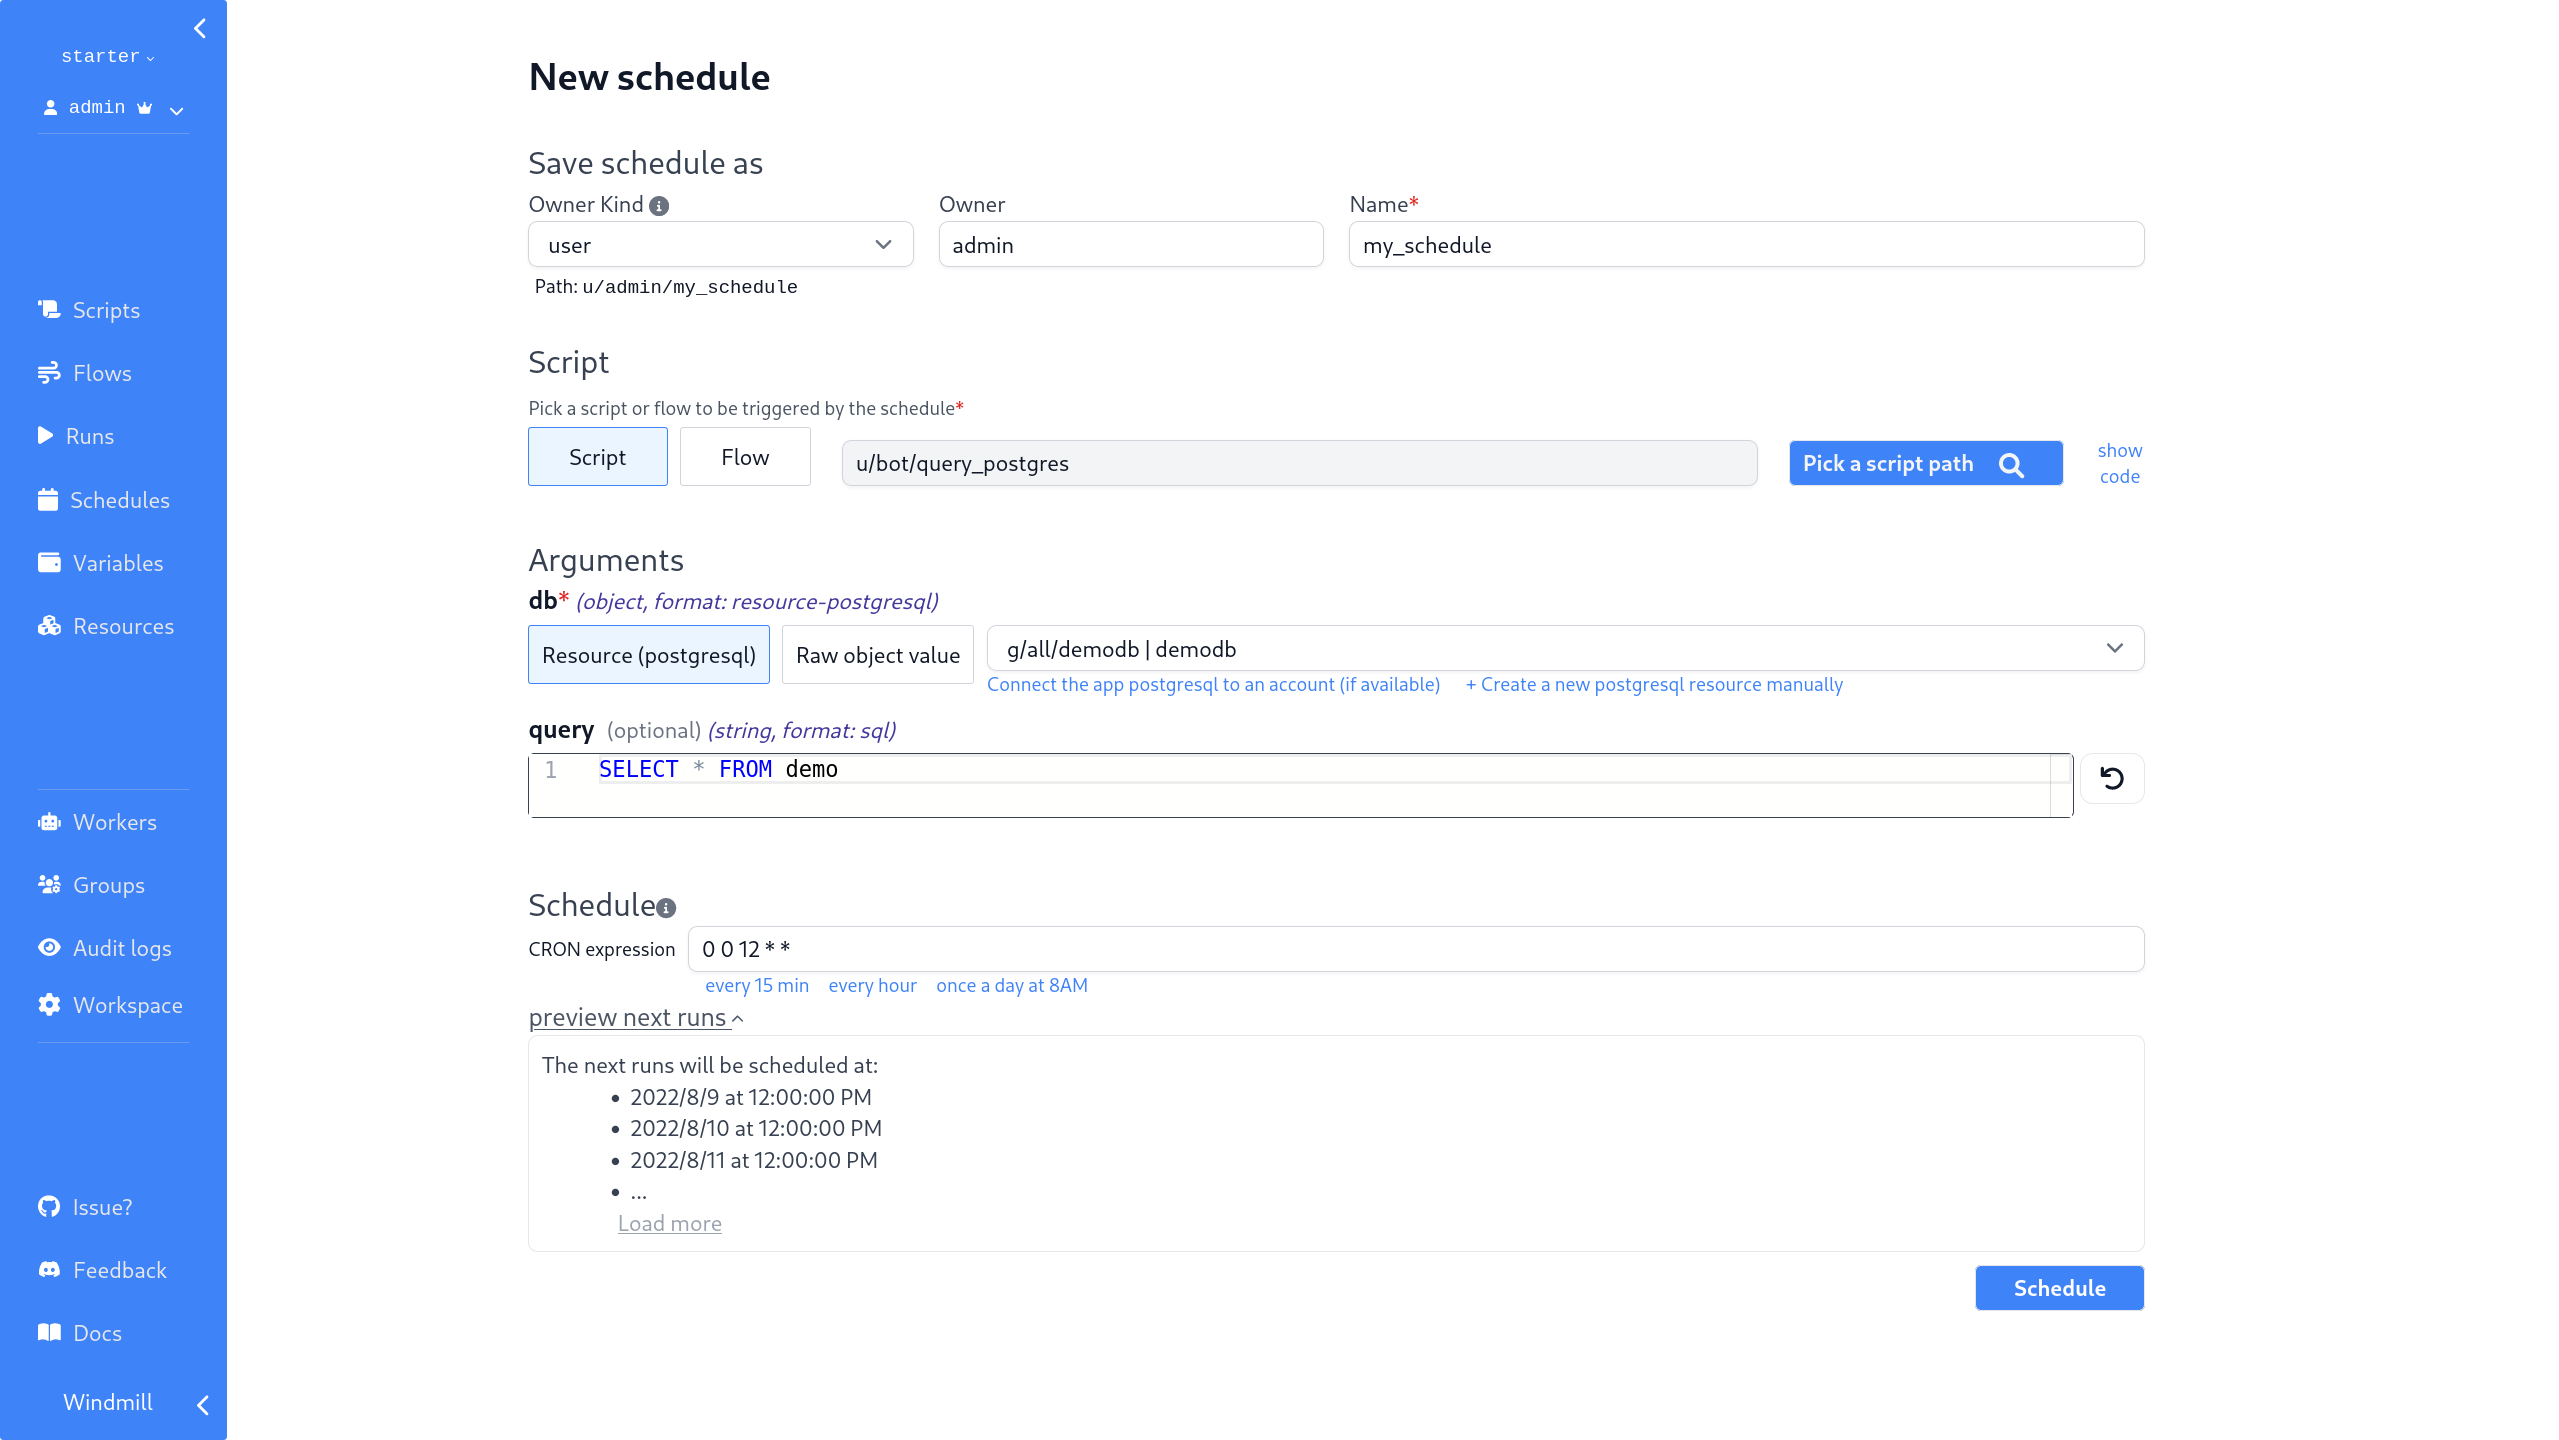 starter
admin
Scripts
Flows
Runs
Schedules
Variables
Resources
Workers
Groups
Audit logs
Workspace
Issue?
Feedback
Docs
Windmill
New schedule
Save schedule as
Owner Kind Owner Name*
user admin my_schedule
Path: u/admin/my_schedule
Script
Pick a script or flow to be triggered by the schedule*
Script Flow u/bot/query_postgres Pick a script path show code
Arguments
db* (object, format: resource-postgresql)
Resource (postgresql) Raw object value g/all/demodb | demodb
Connect the app postgresql to an account (if available) + Create a new postgresql resource manually
query (optional) (string, format: sql)
1 SELECT * FROM demo
Schedule
CRON expression 0 0 12 * *
every 15 min every hour once a day at 8AM
preview next runs
The next runs will be scheduled at:
• 2022/8/9 at 12:00:00 PM
• 2022/8/10 at 12:00:00 PM
• 2022/8/11 at 12:00:00 PM
• ...
Load more
Schedule